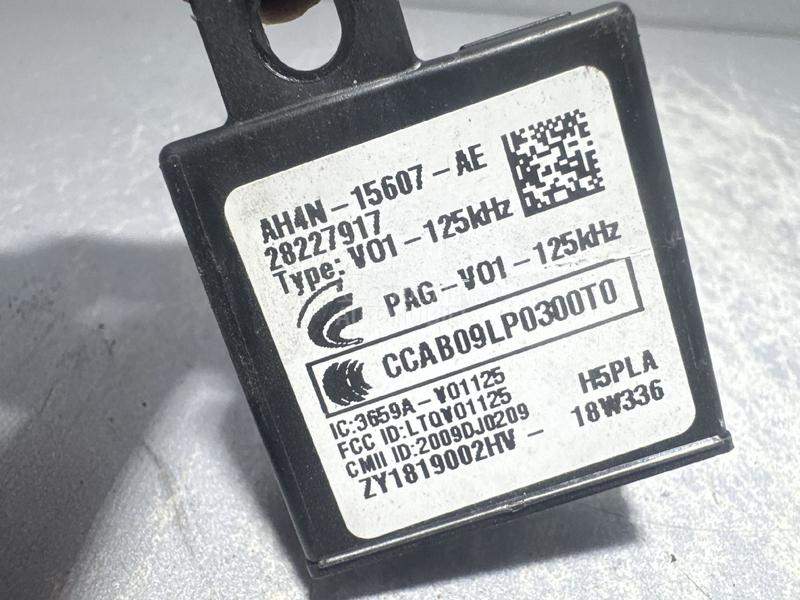 AH4N-15607-AE
28227917
Type: V01-125kHz
PAG-V01-125kHz
CCAB09LP0300T0
IC:3659A-V01125
FCC ID:LTQV01125
CMII ID:2009DJ0209
H5PLA
ZY1819002HV - 18W336